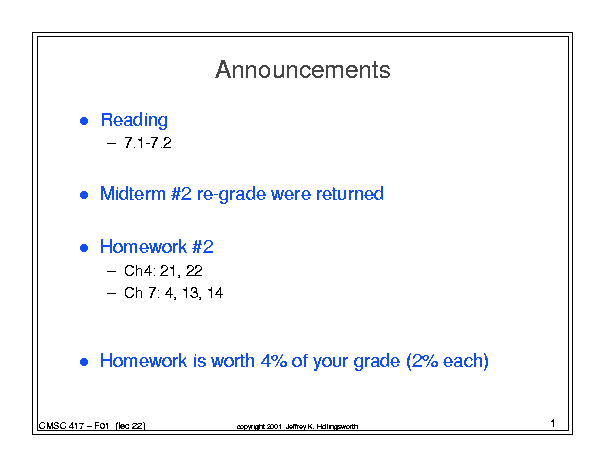 Announcements
● Reading
– 7.1-7.2
● Midterm #2 re-grade were returned
● Homework #2
– Ch4: 21, 22
– Ch 7: 4, 13, 14
● Homework is worth 4% of your grade (2% each)
CMSC 417 – F01 (lec 22)
copyright 2001 Jeffrey K. Hollingsworth
1